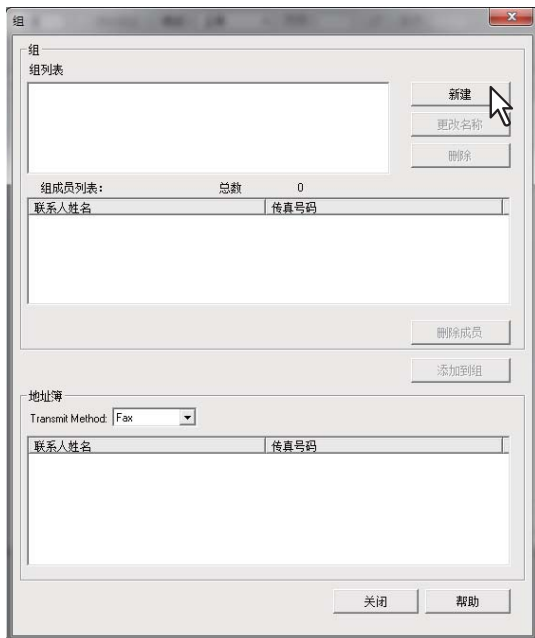 组
组
组列表
新建
更改名称
删除
组成员列表: 总数 0
联系人姓名 传真号码
删除成员
添加到组
地址簿
Transmit Method: Fax
联系人姓名 传真号码
关闭 帮助